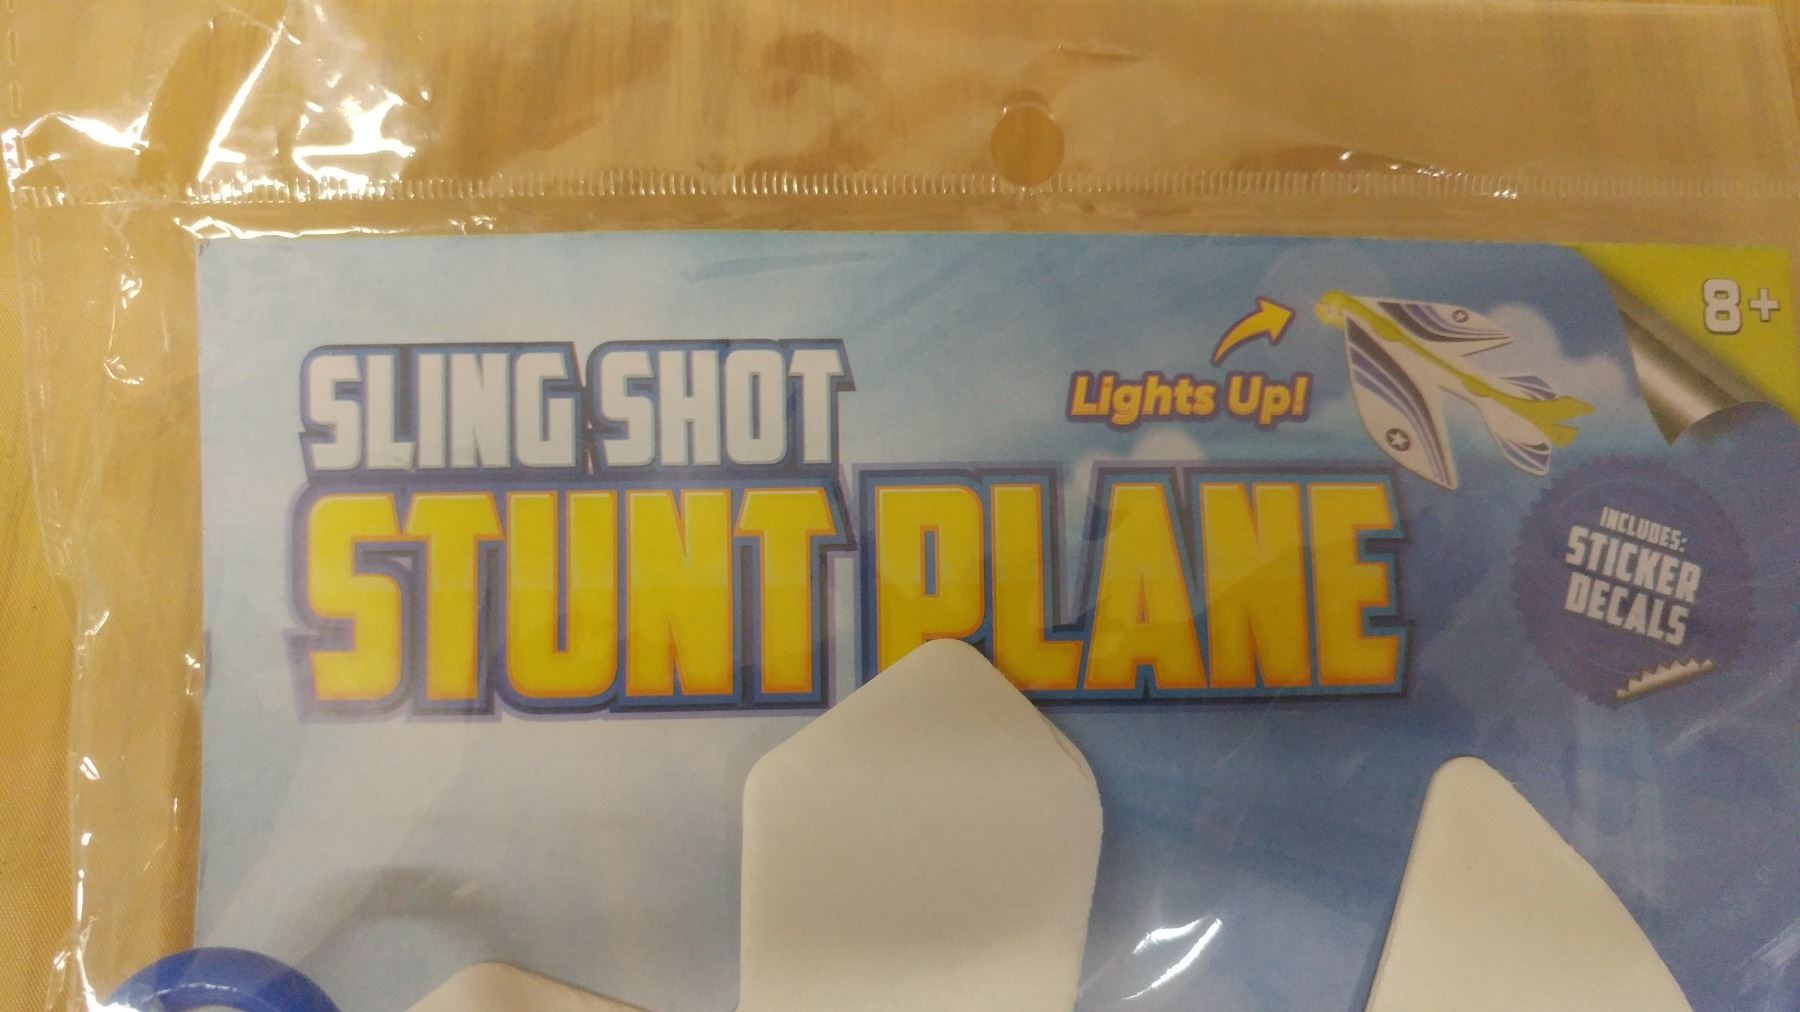 8+
Lights Up!
SLING SHOT
STUNT PLANE
INCLUDES:
STICKER
DECALS